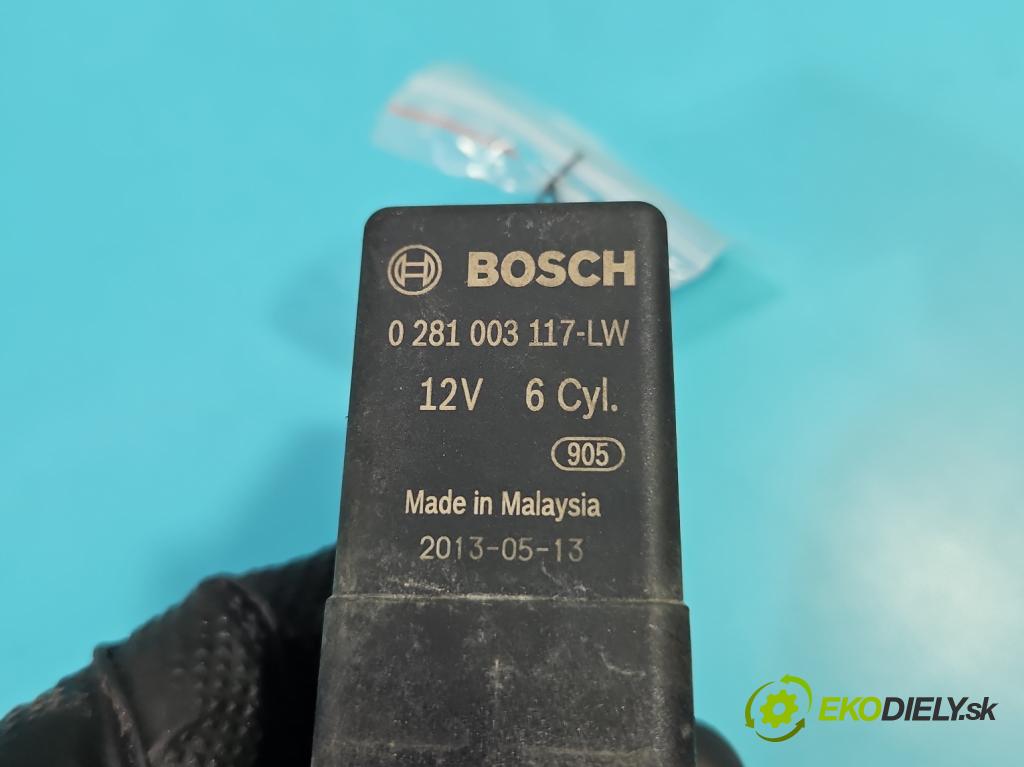 BOSCH
0 281 003 117-LW
12V 6 Cyl.
905
Made in Malaysia
2013-05-13
EKODIELY.sk